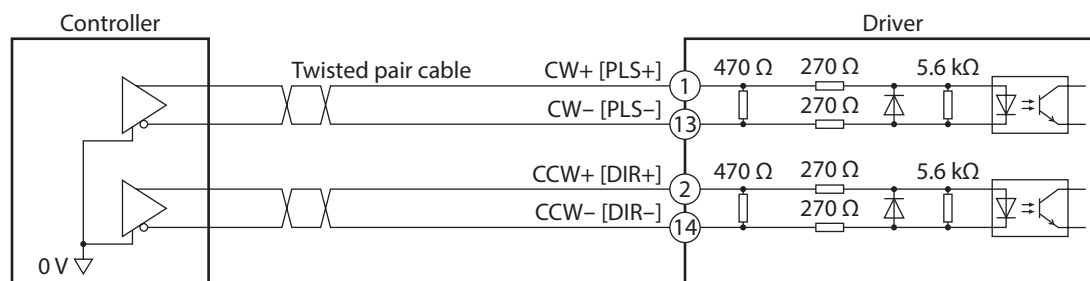 Controller
Driver
Twisted pair cable
CW+ [PLS+]
1
470 Ω
270 Ω
5.6 kΩ
CW– [PLS–]
13
270 Ω
CCW+ [DIR+]
2
470 Ω
270 Ω
5.6 kΩ
CCW– [DIR–]
14
270 Ω
0 V